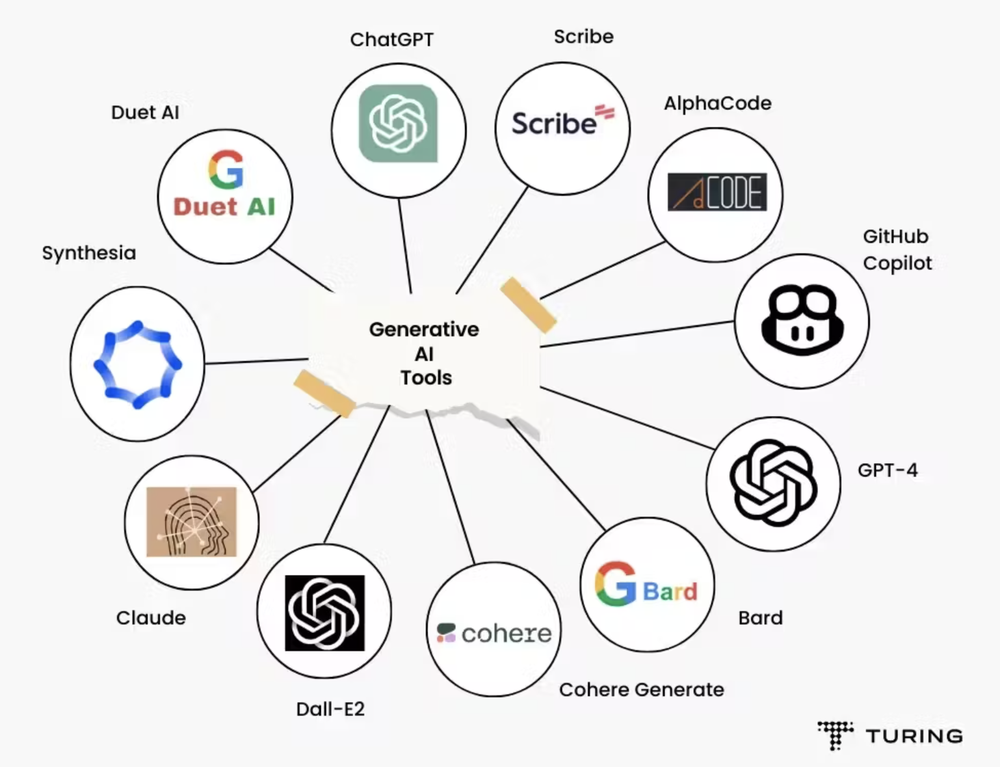 ChatGPT
Scribe
Scribe
AlphaCode
Duet AI
G
Duet AI
CODE
GitHub
Copilot
Synthesia
Generative
AI
Tools
GPT-4
G Bard
Bard
Claude
cohere
Cohere Generate
Dall-E2
TURING